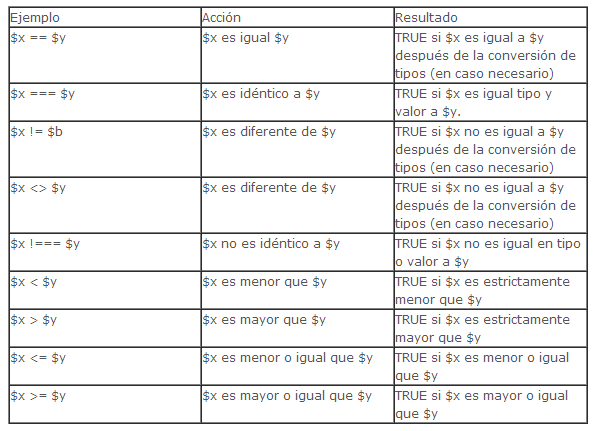 Ejemplo Acción Resultado
$x == $y $x es igual $y TRUE si $x es igual a $y
después de la conversión de
tipos (en caso necesario)
$x === $y $x es idéntico a $y TRUE si $x es igual tipo y
valor a $y.
$x != $b $x es diferente de $y TRUE si $x no es igual a $y
después de la conversión de
tipos (en caso necesario)
$x <> $y $x es diferente de $y TRUE si $x no es igual a $y
después de la conversión de
tipos (en caso necesario)
$x !=== $y $x no es idéntico a $y TRUE si $x no es igual en tipo
o valor a $y
$x < $y $x es menor que $y TRUE si $x es estrictamente
menor que $y
$x > $y $x es mayor que $y TRUE si $x es estrictamente
mayor que $y
$x <= $y $x es menor o igual que $y TRUE si $x es menor o igual
que $y
$x >= $y $x es mayor o igual que $y TRUE si $x es mayor o igual
que $y